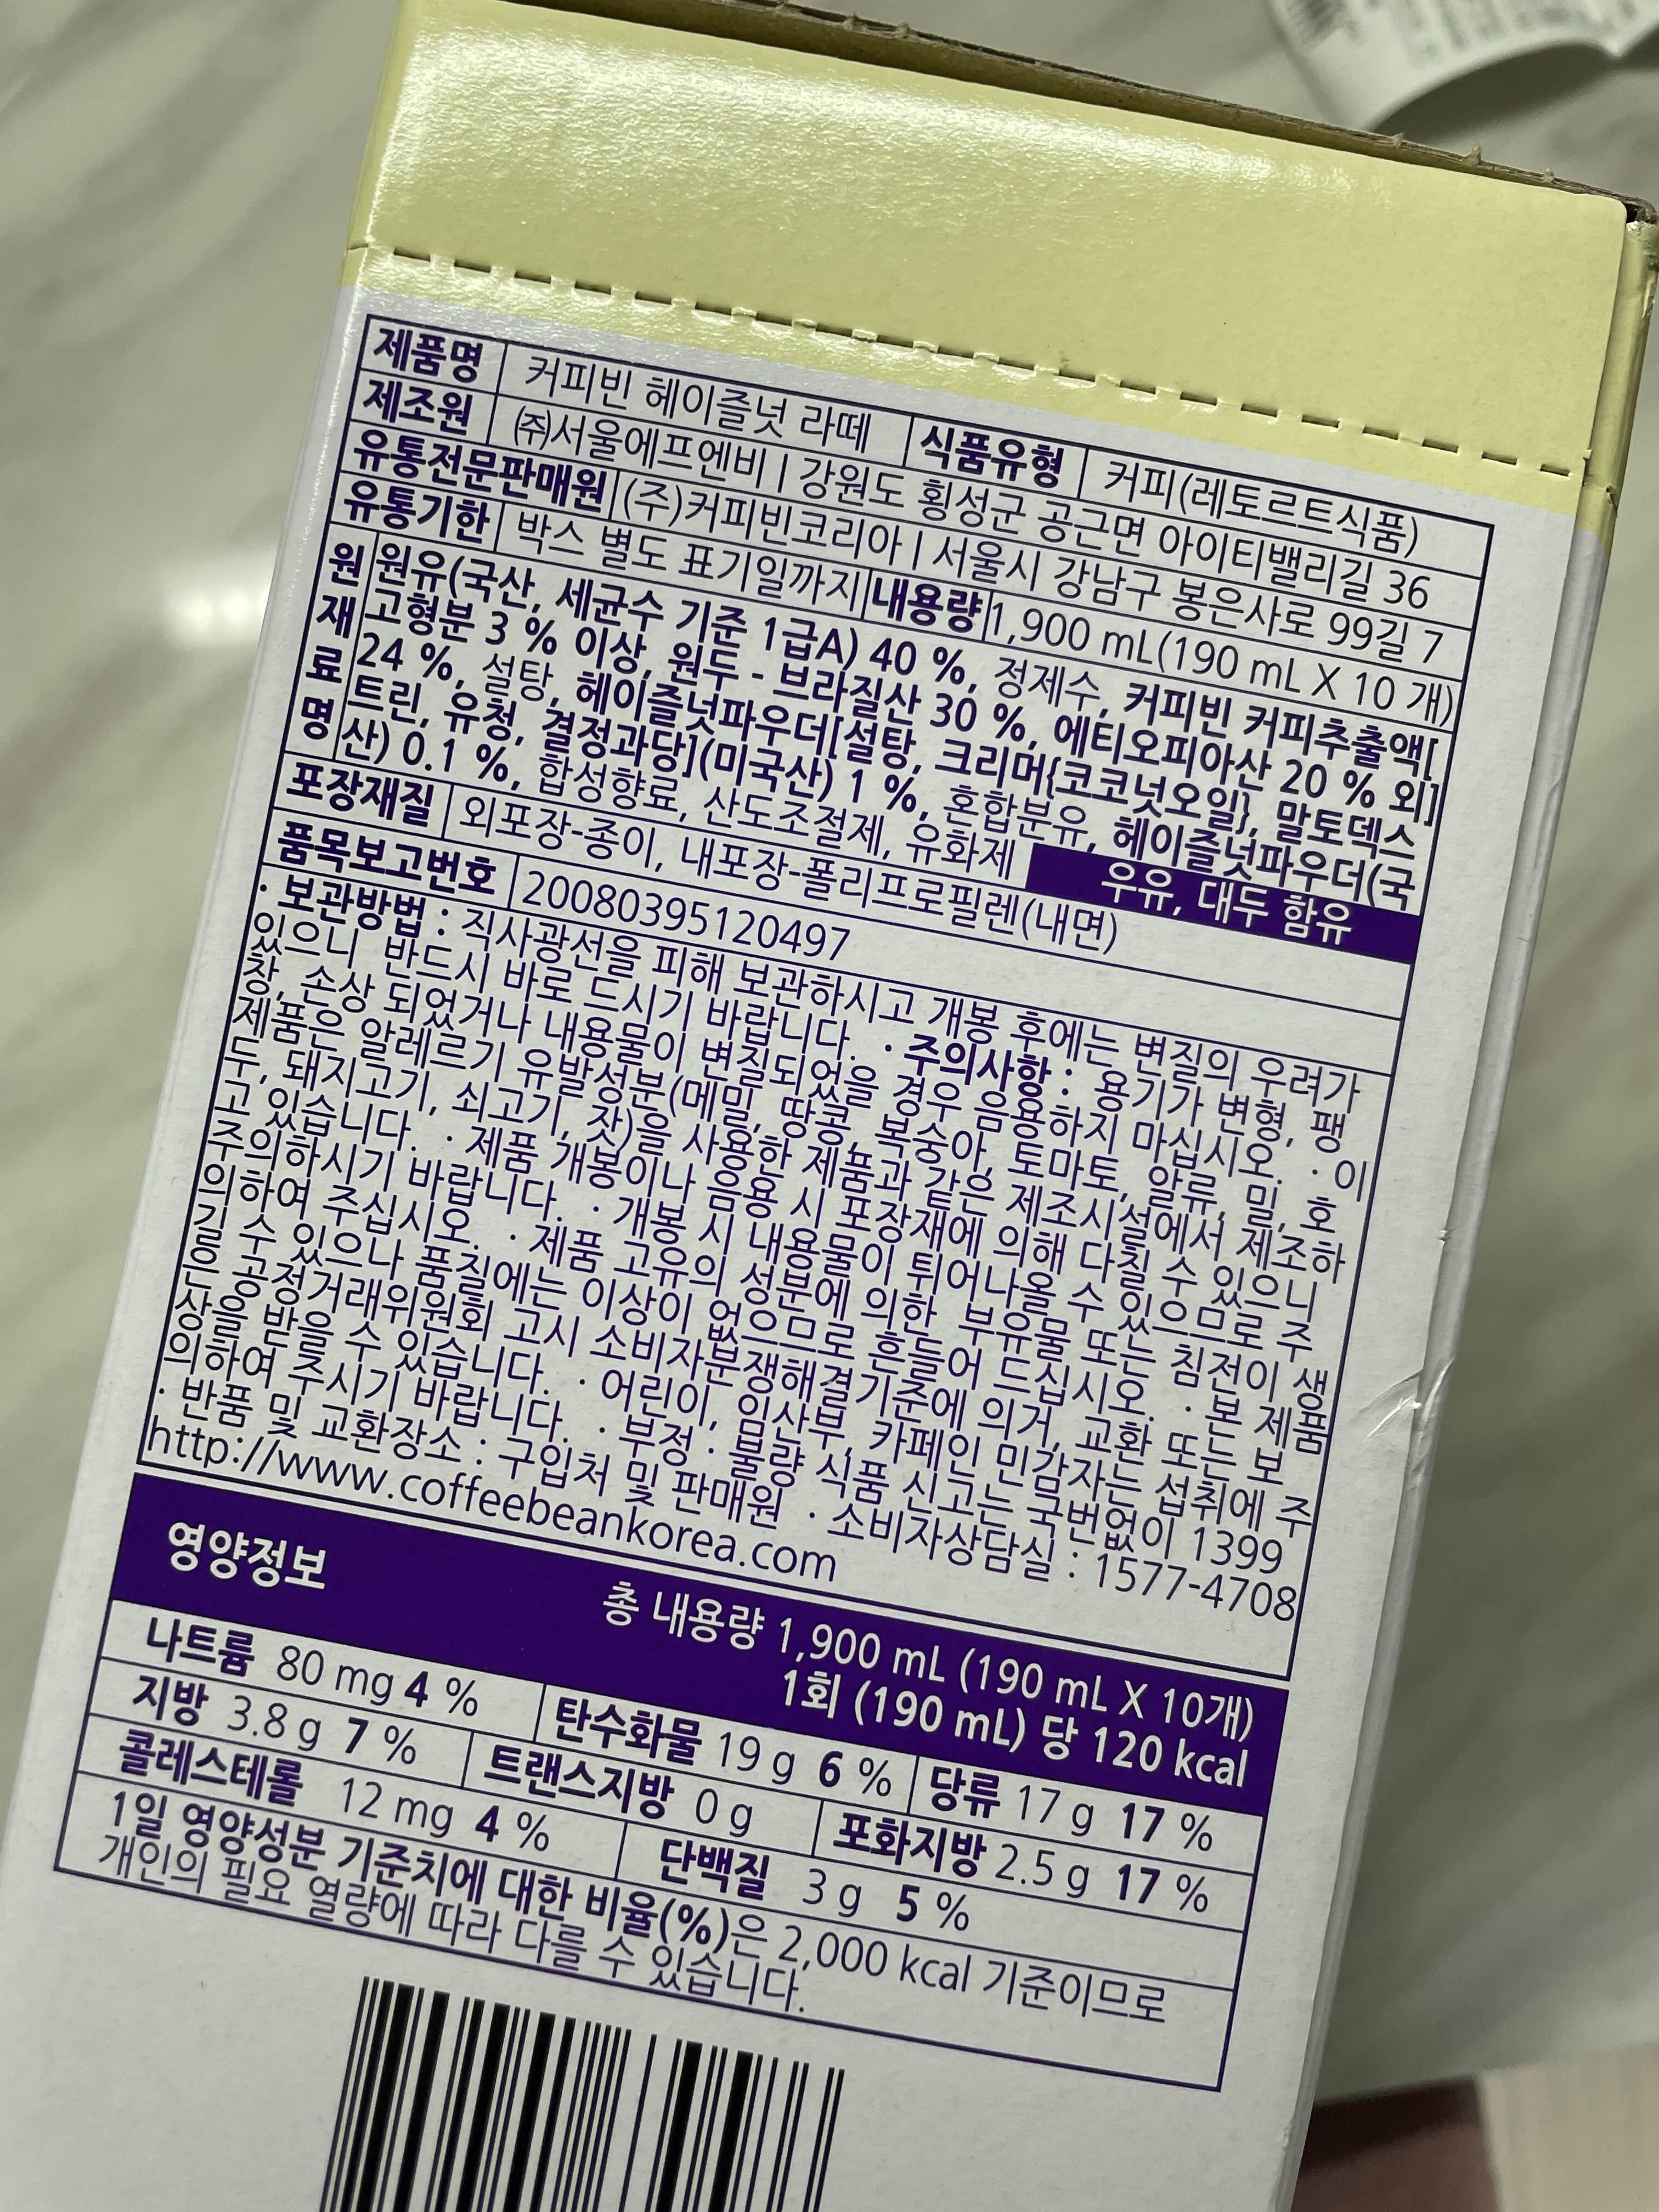 제품명 커피빈 헤이즐넛 라떼 식품유형 커피(레토르트식품)
제조원 ㈜서울에프엔비 | 강원도 횡성군 공근면 아이티밸리길 36
유통전문판매원 (주)커피빈코리아 | 서울시 강남구 봉은사로 99길 7
유통기한 박스 별도 표기일까지 내용량 1,900 mL(190 mL X 10 개)
원재료명 원유(국산, 세균수 기준 1급A) 40 %, 정제수, 커피빈 커피추출액[
고형분 3 % 이상, 원두 - 브라질산 30 %, 에티오피아산 20 % 외]
24 %, 설탕, 헤이즐넛파우더[설탕, 크리머{코코넛오일}, 말토덱스
트린, 유청, 결정과당](미국산) 1 %, 혼합분유, 헤이즐넛파우더(국
산) 0.1 %, 합성향료, 산도조절제, 유화제 우유, 대두 함유
포장재질 외포장-종이, 내포장-폴리프로필렌(내면)
품목보고번호 20080395120497
· 보관방법 : 직사광선을 피해 보관하시고 개봉 후에는 변질의 우려가
있으니 반드시 바로 드시기 바랍니다. · 주의사항 : 용기가 변형, 팽
창, 손상 되었거나 내용물이 변질되었을 경우 음용하지 마십시오. · 이
제품은 알레르기 유발성분(메밀, 땅콩, 복숭아, 토마토, 알류, 밀, 호
두, 돼지고기, 쇠고기, 잣)을 사용한 제품과 같은 제조시설에서 제조하
고 있습니다. · 제품 개봉이나 음용 시 포장재에 의해 다칠 수 있으니
주의하시기 바랍니다. · 개봉 시 내용물이 튀어나올 수 있으므로 주
의하여 주십시오. · 제품 고유의 성분에 의한 부유물 또는 침전이 생
길 수 있으나 품질에는 이상이 없으므로 흔들어 드십시오. · 본 제품
은 공정거래위원회 고시 소비자분쟁해결기준에 의거, 교환 또는 보
상을 받을 수 있습니다. · 어린이, 임산부, 카페인 민감자는 섭취에 주
의하여 주시기 바랍니다. · 부정 · 불량 식품 신고는 국번없이 1399
· 반품 및 교환장소 : 구입처 및 판매원 · 소비자상담실 : 1577-4708
http://www.coffeebeankorea.com
영양정보 총 내용량 1,900 mL (190 mL X 10개)
1회 (190 mL) 당 120 kcal
나트륨 80 mg 4 % 탄수화물 19 g 6 % 당류 17 g 17 %
지방 3.8 g 7 % 트랜스지방 0 g 포화지방 2.5 g 17 %
콜레스테롤 12 mg 4 % 단백질 3 g 5 %
1일 영양성분 기준치에 대한 비율(%)은 2,000 kcal 기준이므로
개인의 필요 열량에 따라 다를 수 있습니다.